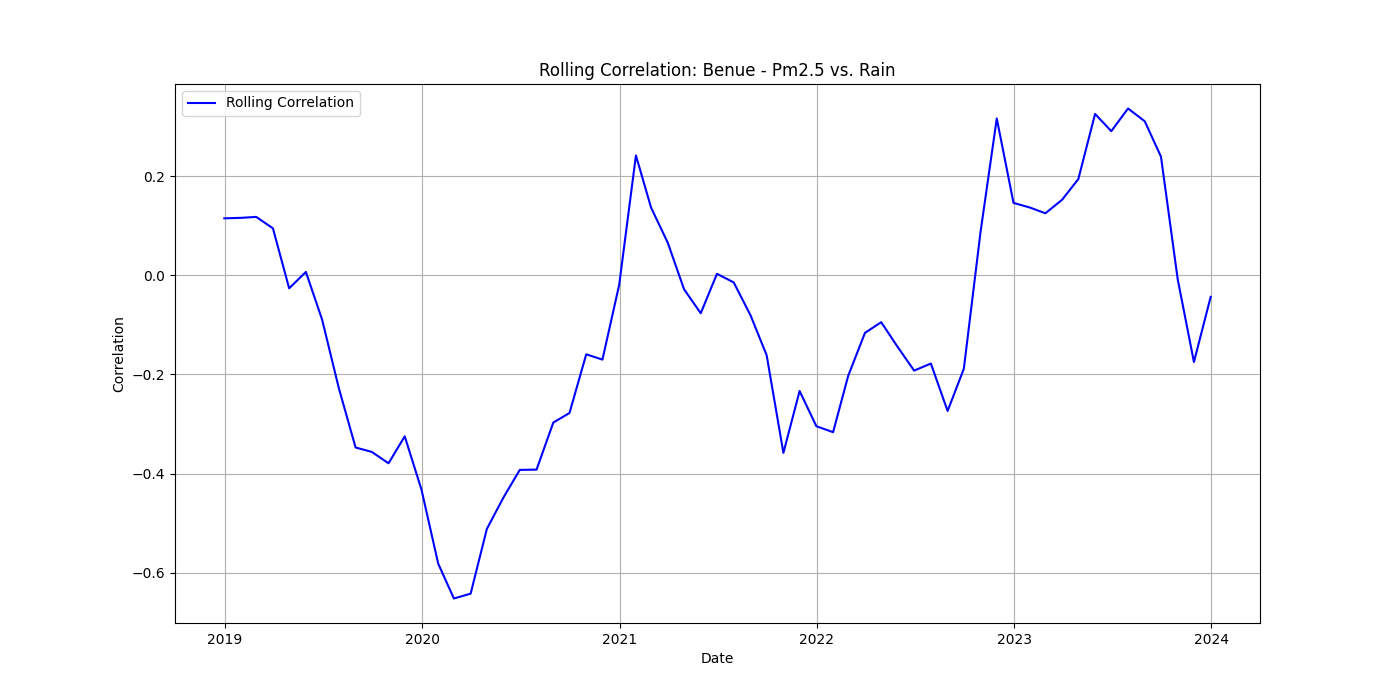 Rolling Correlation: Benue - Pm2.5 vs. Rain
Rolling Correlation
0.2
0.0
−0.2
−0.4
−0.6
Correlation
2019 2020 2021 2022 2023 2024
Date